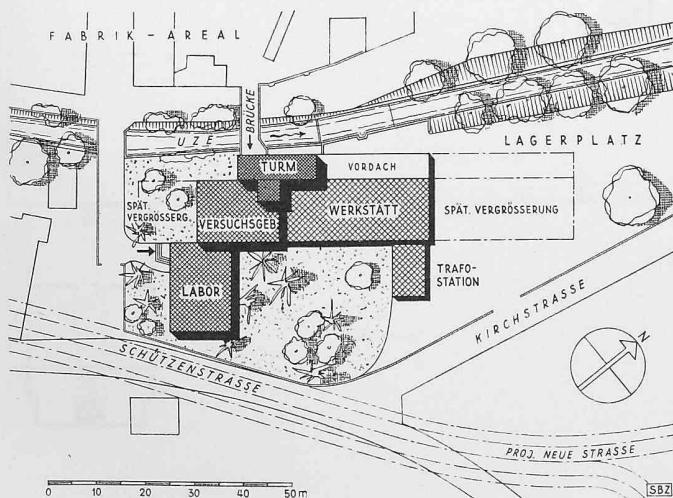 FABRIK - AREAL
BRÜCKE
UZE
LAGERPLATZ
TURM
VORDACH
SPÄT.
VERGRÖSSERG.
VERSUCHSGEB.
WERKSTÄTT
SPÄT. VERGRÖSSERUNG
LABOR
TRAFO-
STATION
KIRCHSTRASSE
SCHÜTZENSTRASSE
N
PROJ. NEUE STRASSE
0 10 20 30 40 50 m
SBZ